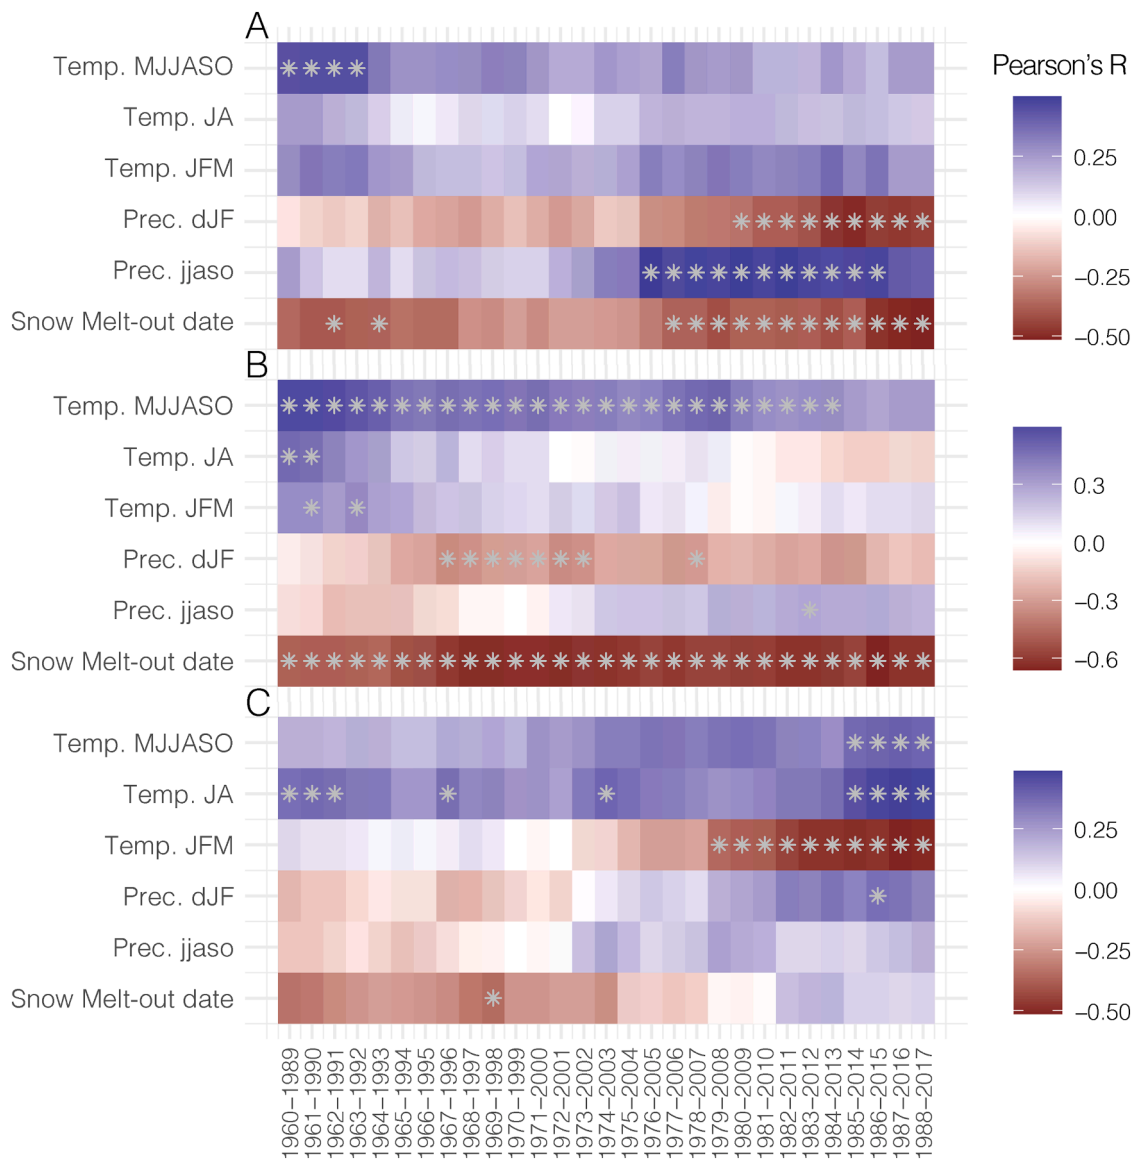 A
Temp. MJJASO
Temp. JA
Temp. JFM
Prec. dJF
Prec. jjaso
Snow Melt-out date
Pearson's R
0.25
0.00
−0.25
−0.50
B
Temp. MJJASO
Temp. JA
Temp. JFM
Prec. dJF
Prec. jjaso
Snow Melt-out date
0.3
0.0
−0.3
−0.6
C
Temp. MJJASO
Temp. JA
Temp. JFM
Prec. dJF
Prec. jjaso
Snow Melt-out date
0.25
0.00
−0.25
−0.50
1960−1989
1961−1990
1962−1991
1963−1992
1964−1993
1965−1994
1966−1995
1967−1996
1968−1997
1969−1998
1970−1999
1971−2000
1972−2001
1973−2002
1974−2003
1975−2004
1976−2005
1977−2006
1978−2007
1979−2008
1980−2009
1981−2010
1982−2011
1983−2012
1984−2013
1985−2014
1986−2015
1987−2016
1988−2017